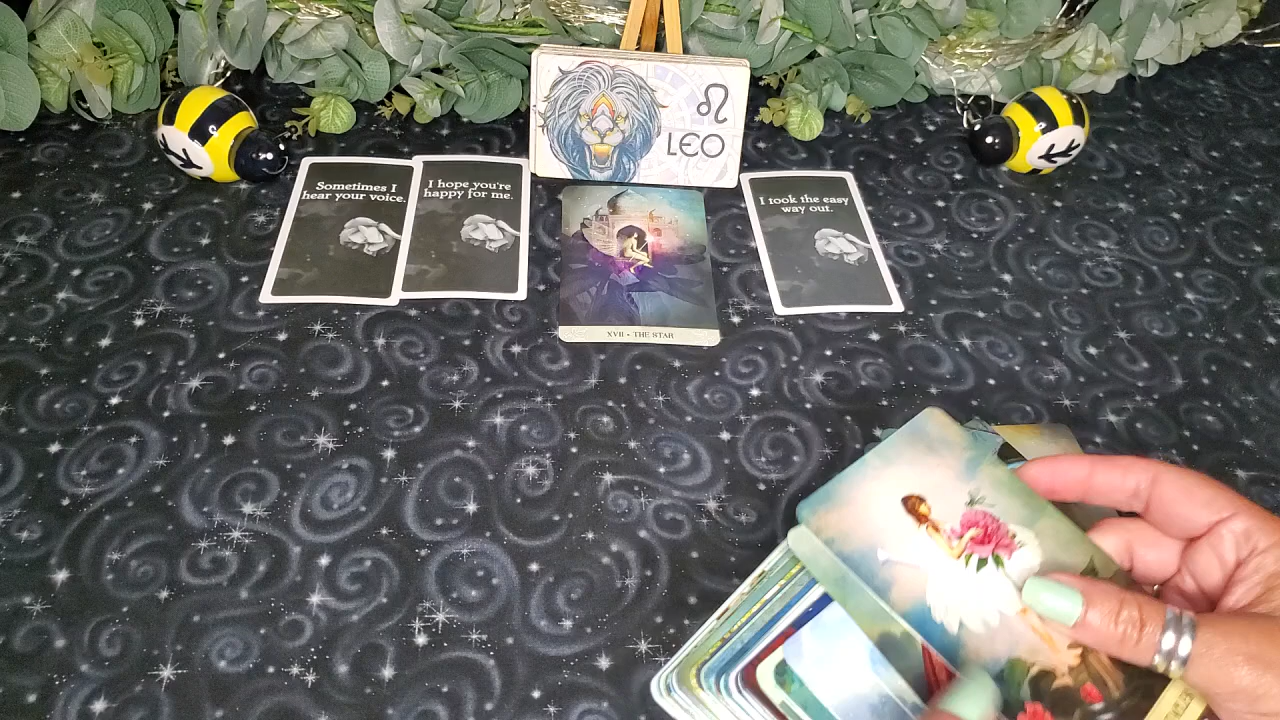 ♌
LEO
Sometimes I
hear your voice.
I hope you're
happy for me.
I took the easy
way out.
XVII • THE STAR